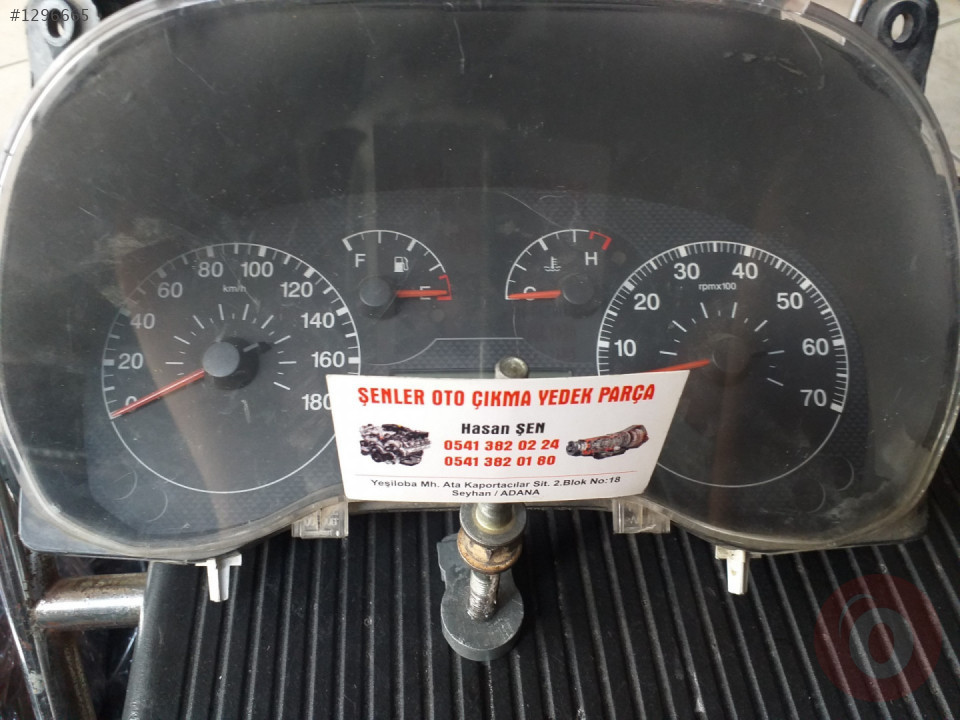 #1296605
80 100
60 km/h 120
40 140
20 160
0 180
F E
C H
30 40
20 rpmx100 50
10 60
70
ŞENLER OTO ÇIKMA YEDEK PARÇA
Hasan ŞEN
0541 382 02 24
0541 382 01 80
Yeşiloba Mh. Ata Kaportacılar Sit. 2.Blok No:18
Seyhan / ADANA